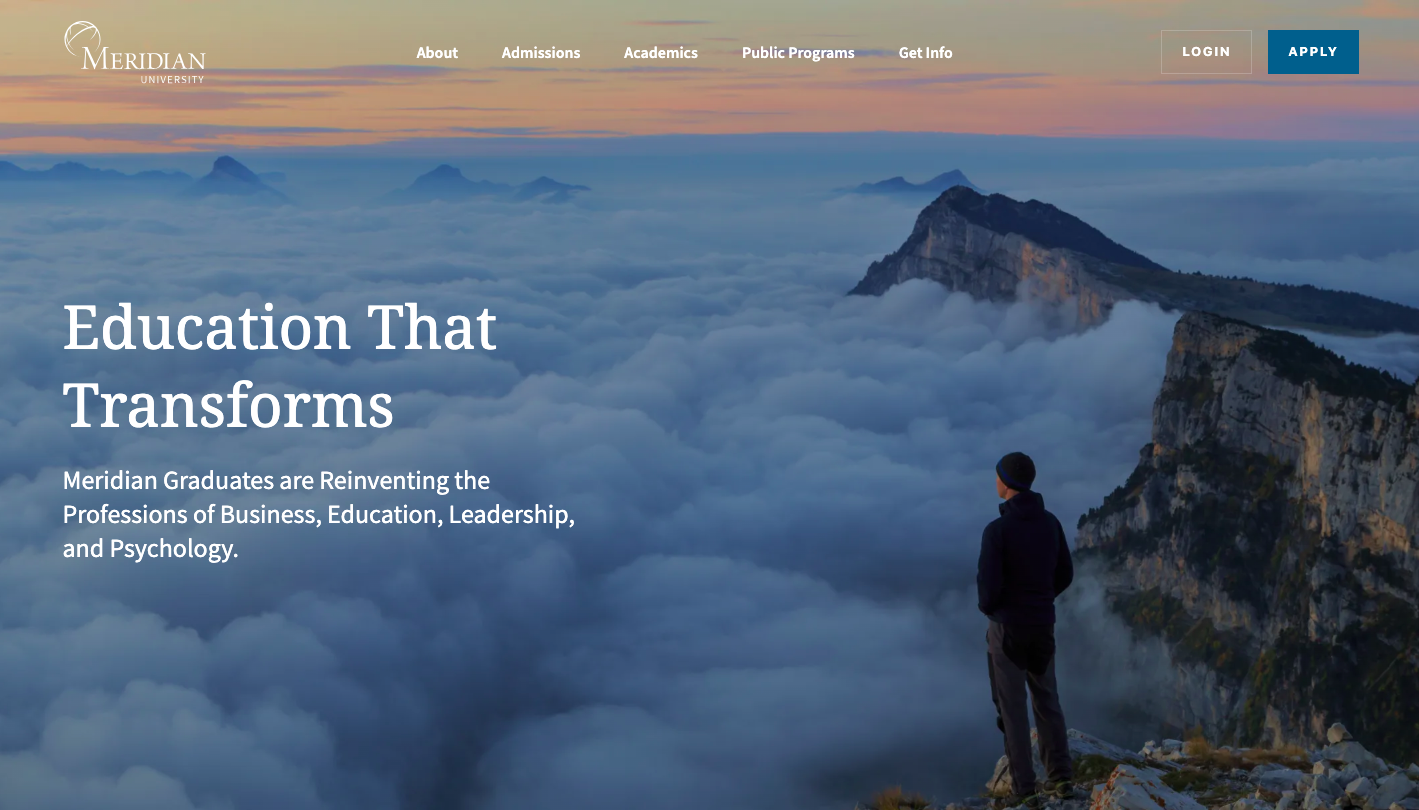 MERIDIAN
UNIVERSITY
About
Admissions
Academics
Public Programs
Get Info
LOGIN
APPLY
Education That
Transforms
Meridian Graduates are Reinventing the
Professions of Business, Education, Leadership,
and Psychology.